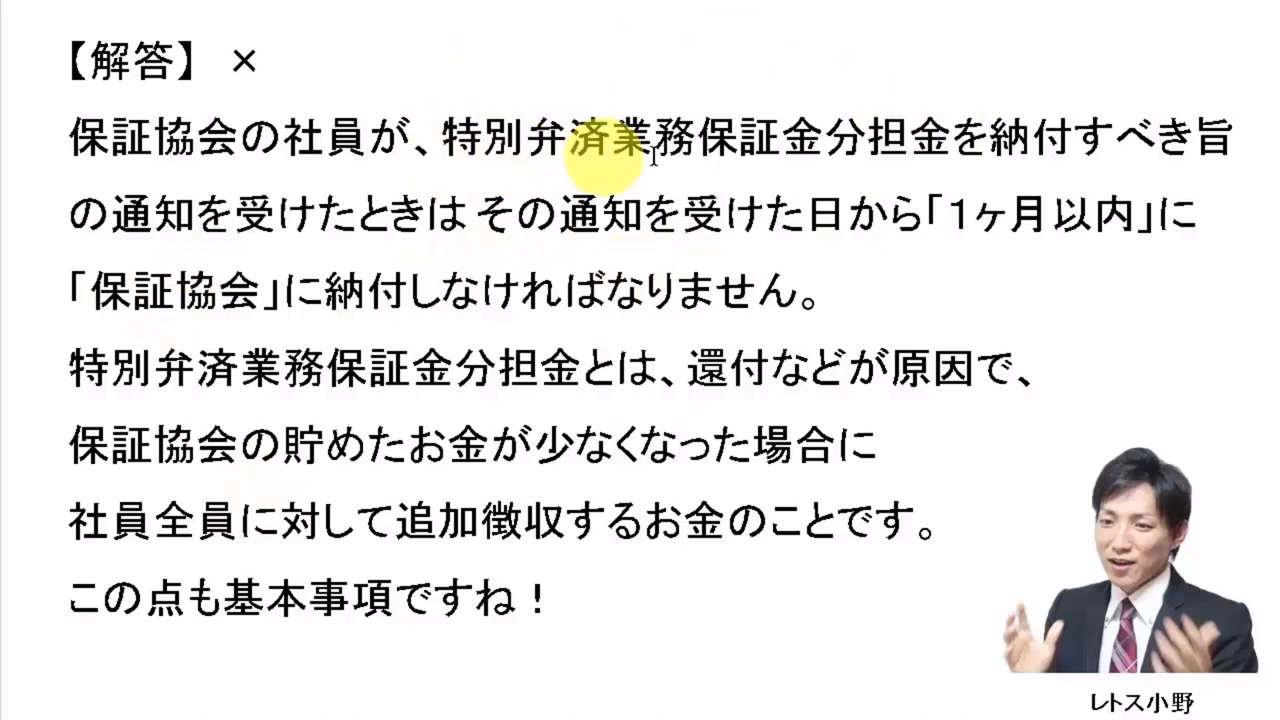 【解答】 ×
保証協会の社員が、特別弁済業務保証金分担金を納付すべき旨
の通知を受けたときは その通知を受けた日から「１ヶ月以内」に
「保証協会」に納付しなければなりません。
特別弁済業務保証金分担金とは、還付などが原因で、
保証協会の貯めたお金が少なくなった場合に
社員全員に対して追加徴収するお金のことです。
この点も基本事項ですね！
レトス小野